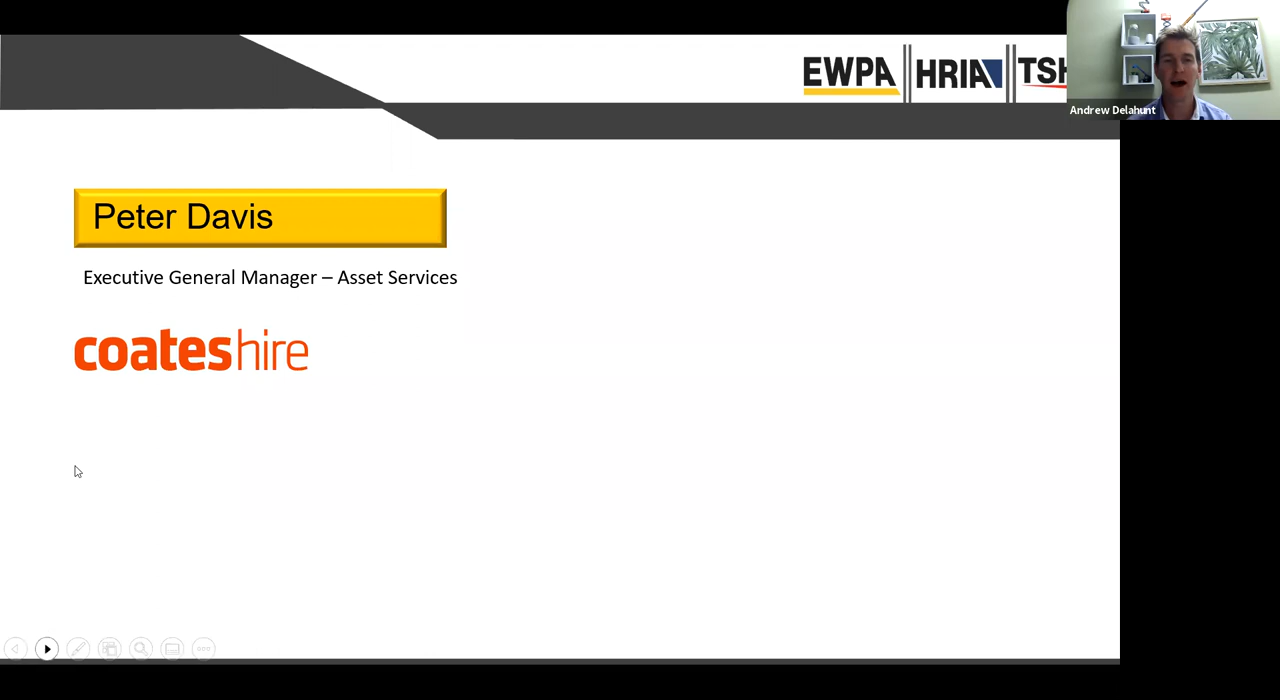 EWPA HRIA TSH
Andrew Delahunt
Peter Davis
Executive General Manager – Asset Services
coateshire